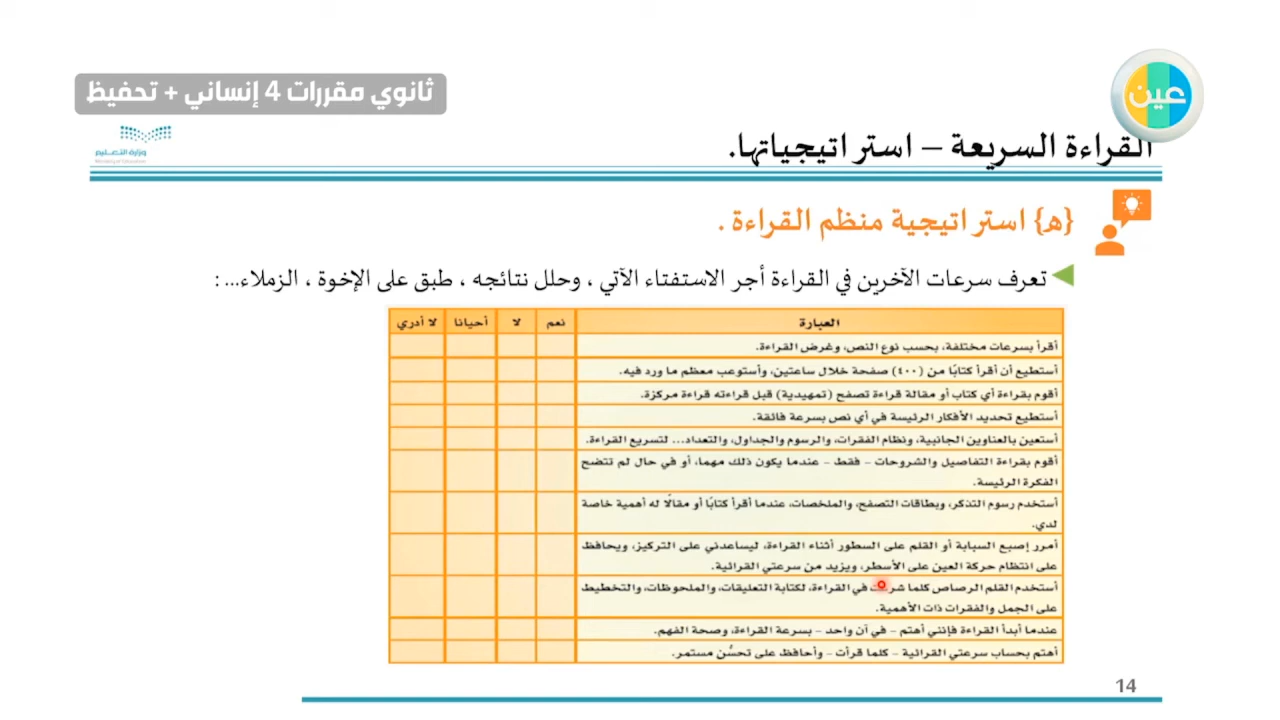 ثانوي مقررات 4 إنساني + تحفيظ
عين
وزارة التعليم
Ministry of Education
القراءة السريعة – استراتيجياتها.
{هـ} استراتيجية منظم القراءة .
تعرف سرعات الآخرين في القراءة أجر الاستفتاء الآتي ، وحلل نتائجه ، طبق على الإخوة ، الزملاء... :
العبارة نعم لا أحيانا لا أدري
أقرأ بسرعات مختلفة، بحسب نوع النص، وغرض القراءة.
أستطيع أن أقرأ كتابًا من (٤٠٠) صفحة خلال ساعتين، وأستوعب معظم ما ورد فيه.
أقوم بقراءة أي كتاب أو مقالة قراءة تصفح (تمهيدية) قبل قراءته قراءة مركزة.
أستطيع تحديد الأفكار الرئيسة في أي نص بسرعة فائقة.
أستعين بالعناوين الجانبية، ونظام الفقرات، والرسوم والجداول، والتعداد... لتسريع القراءة.
أقوم بقراءة التفاصيل والشروحات – فقط – عندما يكون ذلك مهما، أو في حال لم تتضح
الفكرة الرئيسة.
أستخدم رسوم التذكر، وبطاقات التصفح، والملخصات، عندما أقرأ كتابًا أو مقالًا له أهمية خاصة
لدي.
أمرر إصبع السبابة أو القلم على السطور أثناء القراءة، ليساعدني على التركيز، ويحافظ
على انتظام حركة العين على الأسطر، ويزيد من سرعتي القرائية.
أستخدم القلم الرصاص كلما شرعت في القراءة، لكتابة التعليقات، والملحوظات، والتخطيط
على الجمل والفقرات ذات الأهمية.
عندما أبدأ القراءة فإنني أهتم – في آن واحد – بسرعة القراءة، وصحة الفهم.
أهتم بحساب سرعتي القرائية – كلما قرأت – وأحافظ على تحسُّن مستمر.
14